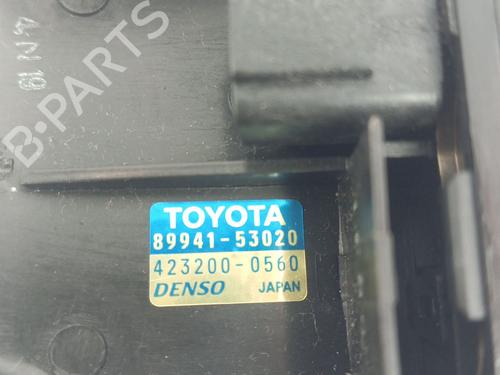 B-PARTS
TOYOTA
89941-53020
423200-0560
DENSO JAPAN